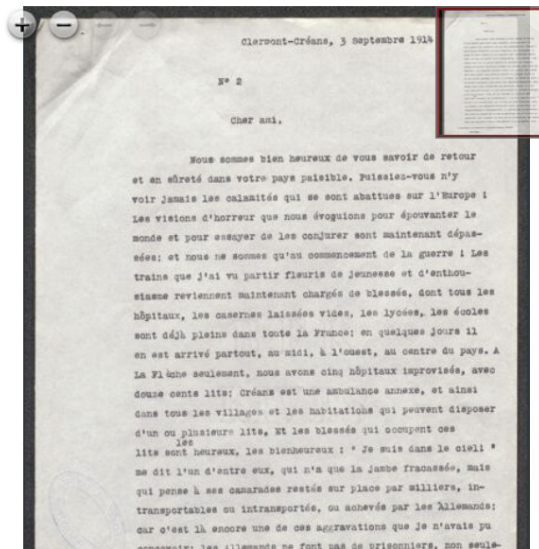 Clermont-Créans, 3 Septembre 1914
N° 2
Cher ami,
Nous sommes bien heureux de vous savoir de retour
et en sûreté dans votre pays paisible. Puissiez-vous n'y
voir jamais les calamités qui se sont abattues sur l'Europe !
Les visions d'horreur que nous évoquions pour épouvanter le
monde et pour essayer de les conjurer sont maintenant dépas-
sées; et nous ne sommes qu'au commencement de la guerre ! Les
trains que j'ai vu partir fleuris de jeunesse et d'enthou-
siasme reviennent maintenant chargés de blessés, dont tous les
hôpitaux, les casernes laissées vides, les lycées, les écoles
sont déjà pleins dans toute la France; en quelques jours il
en est arrivé partout, au midi, à l'ouest, au centre du pays. A
La Flèche seulement, nous avons cinq hôpitaux improvisés, avec
douze cents lits; Créans est une ambulance annexe, et ainsi
dans tous les villages et les habitations qui peuvent disposer
d'un ou plusieurs lits. Et les blessés qui occupent ces
les
lits sont heureux, les bienheureux : " Je suis dans le ciel! "
me dit l'un d'entre eux, qui n'a que la jambe fracassée, mais
qui pense à ses camarades restés sur place par milliers, in-
transportables ou intransportés, ou achevés par les Allemands;
car c'est là encore une de ces aggravations que je n'avais pu
concevoir: les Allemands ne font pas de prisonniers, non seule-